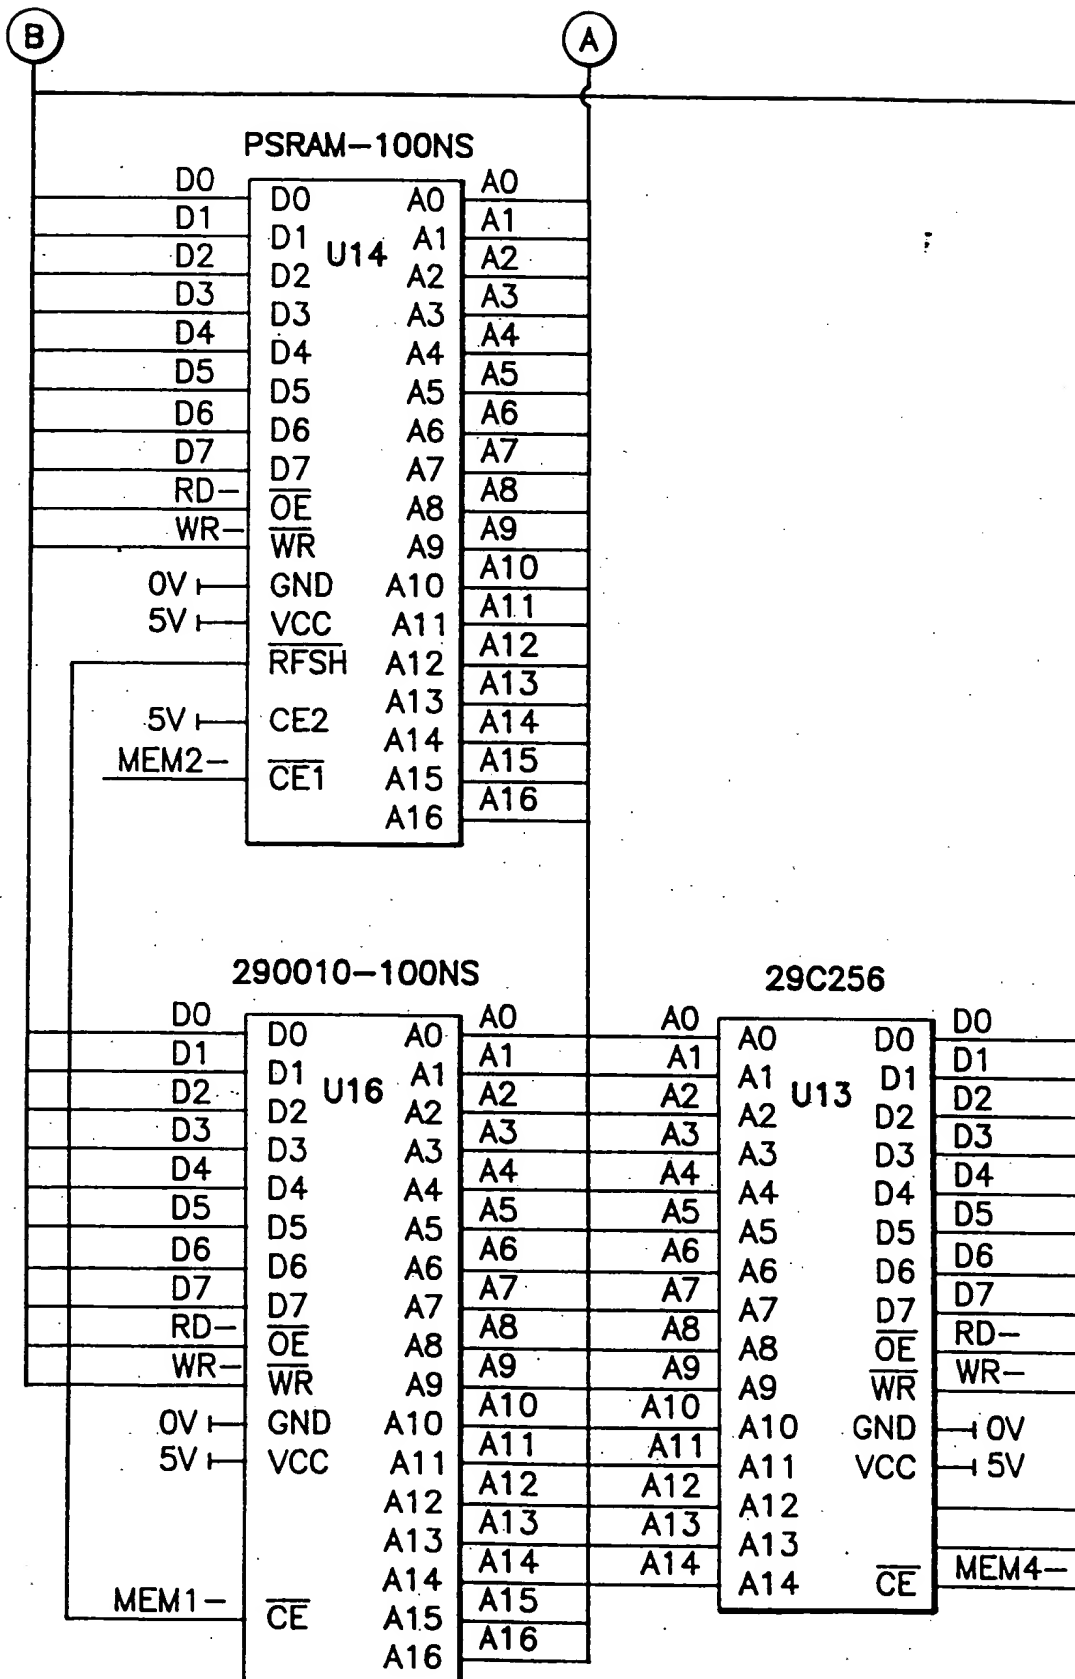 B A
PSRAM-100NS
U14
D0 D0 A0 A0
D1 D1 A1 A1
D2 D2 A2 A2
D3 D3 A3 A3
D4 D4 A4 A4
D5 D5 A5 A5
D6 D6 A6 A6
D7 D7 A7 A7
RD- OE A8 A8
WR- WR A9 A9
0V GND A10 A10
5V VCC A11 A11
RFSH A12 A12
A13 A13
5V CE2 A14 A14
MEM2- CE1 A15 A15
A16 A16
290010-100NS
U16
D0 D0 A0 A0
D1 D1 A1 A1
D2 D2 A2 A2
D3 D3 A3 A3
D4 D4 A4 A4
D5 D5 A5 A5
D6 D6 A6 A6
D7 D7 A7 A7
RD- OE A8 A8
WR- WR A9 A9
0V GND A10 A10
5V VCC A11 A11
A12 A12
A13 A13
A14 A14
MEM1- CE A15 A15
A16 A16
29C256
U13
A0 A0 D0 D0
A1 A1 D1 D1
A2 A2 D2 D2
A3 A3 D3 D3
A4 A4 D4 D4
A5 A5 D5 D5
A6 A6 D6 D6
A7 A7 D7 D7
A8 A8 OE RD-
A9 A9 WR WR-
A10 A10 GND 0V
A11 A11 VCC 5V
A12 A12
A13 A13
A14 A14 CE MEM4-